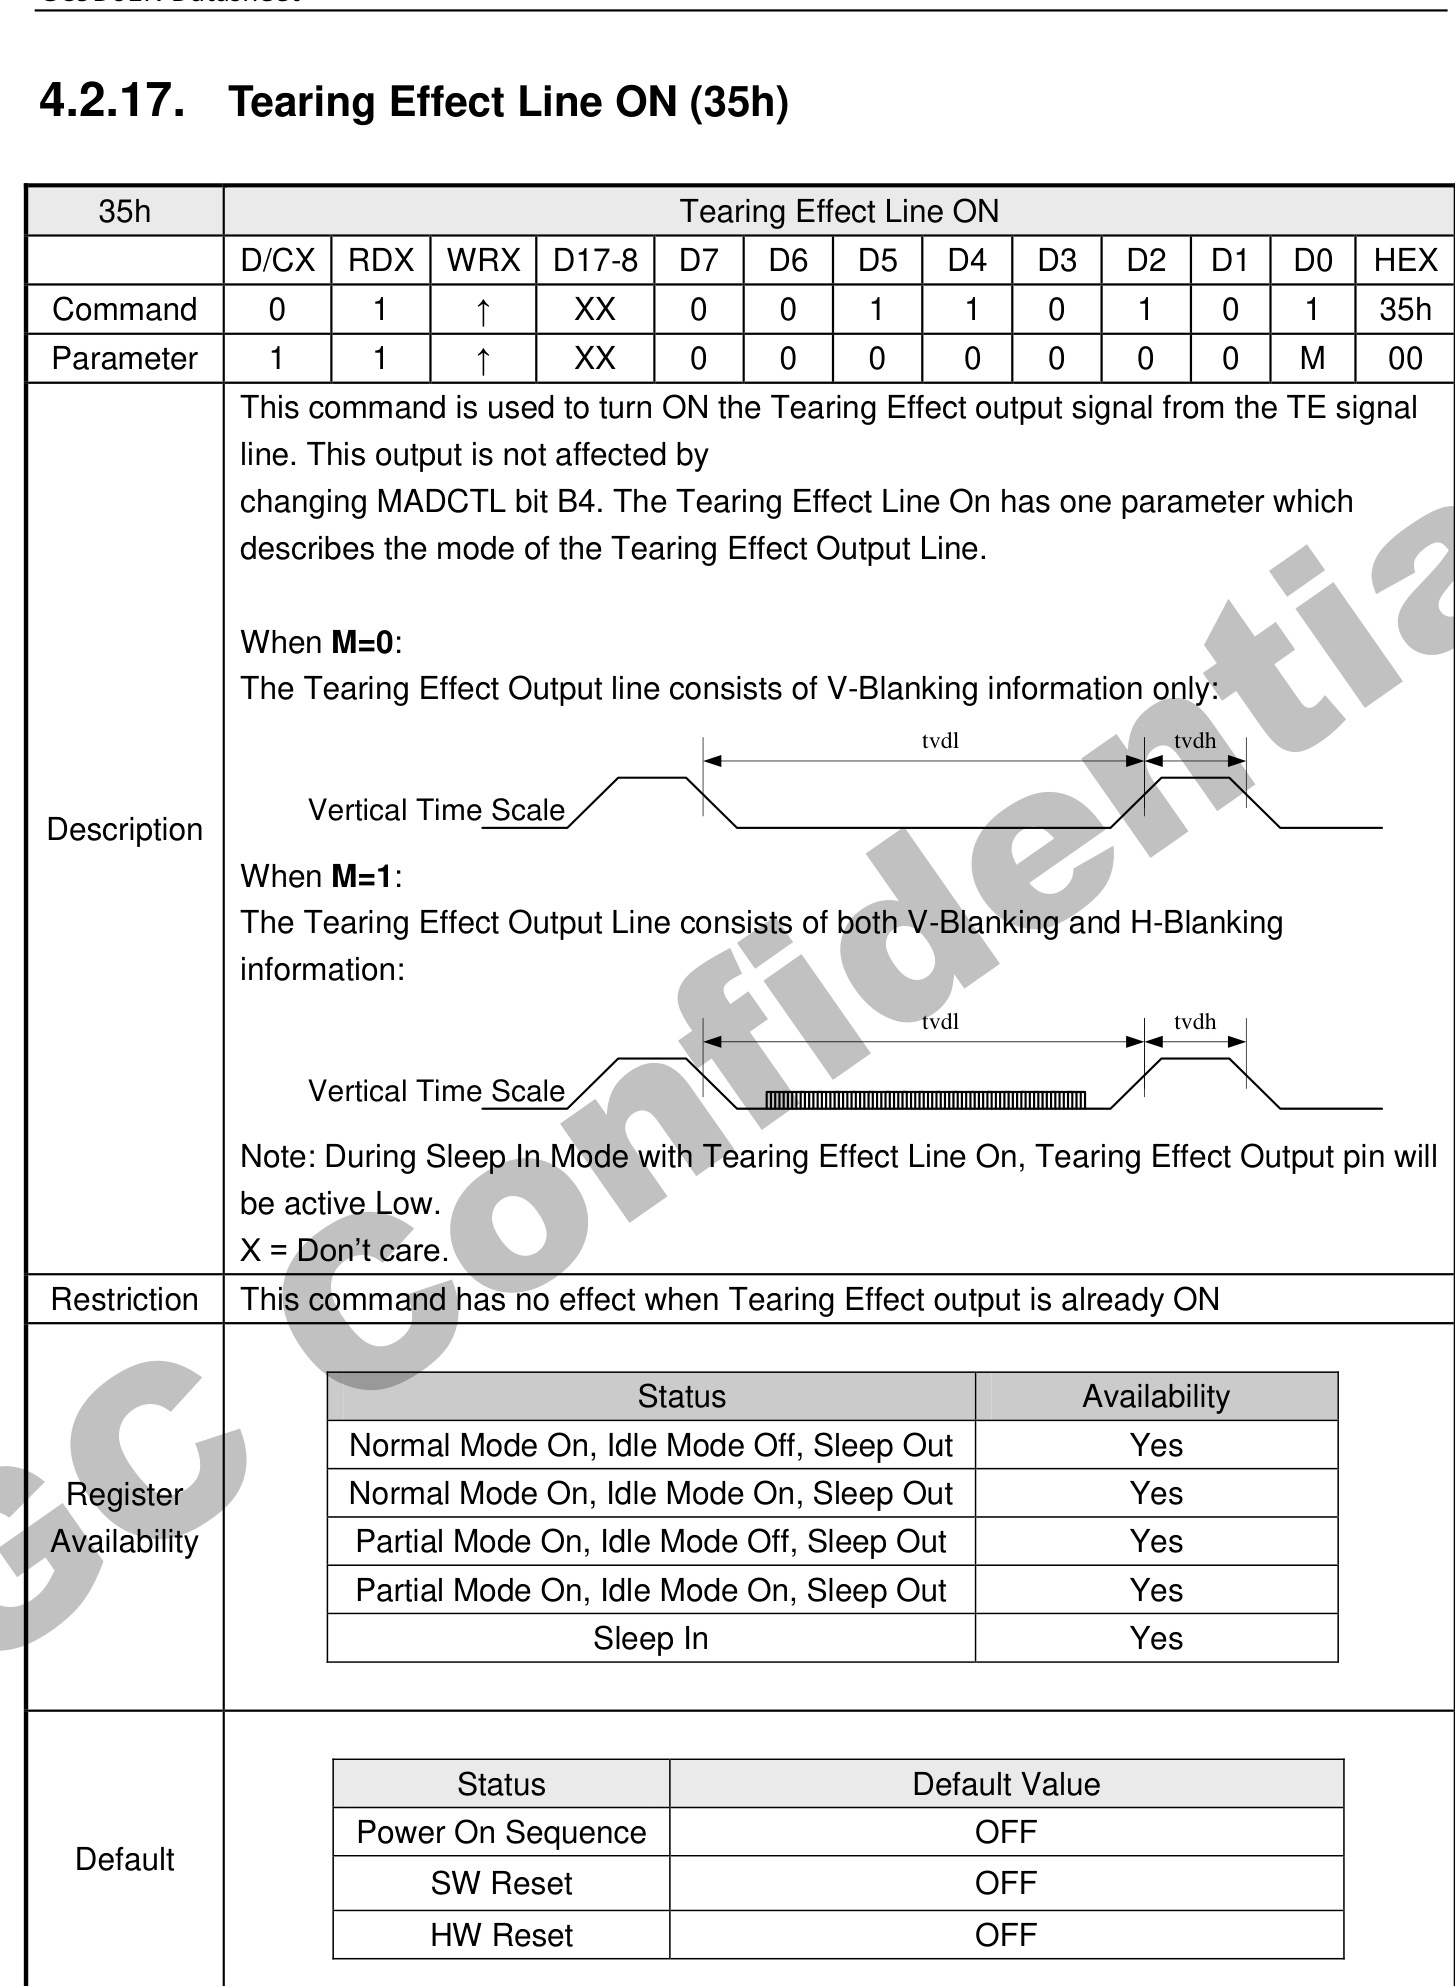 4.2.17. Tearing Effect Line ON (35h)
35h Tearing Effect Line ON
D/CX RDX WRX D17-8 D7 D6 D5 D4 D3 D2 D1 D0 HEX
Command 0 1 ↑ XX 0 0 1 1 0 1 0 1 35h
Parameter 1 1 ↑ XX 0 0 0 0 0 0 0 M 00
Description
This command is used to turn ON the Tearing Effect output signal from the TE signal
line. This output is not affected by
changing MADCTL bit B4. The Tearing Effect Line On has one parameter which
describes the mode of the Tearing Effect Output Line.
When M=0:
The Tearing Effect Output line consists of V-Blanking information only:
tvdl tvdh
Vertical Time Scale
When M=1:
The Tearing Effect Output Line consists of both V-Blanking and H-Blanking
information:
tvdl tvdh
Vertical Time Scale
Note: During Sleep In Mode with Tearing Effect Line On, Tearing Effect Output pin will
be active Low.
X = Don’t care.
Restriction This command has no effect when Tearing Effect output is already ON
Register
Availability
Status Availability
Normal Mode On, Idle Mode Off, Sleep Out Yes
Normal Mode On, Idle Mode On, Sleep Out Yes
Partial Mode On, Idle Mode Off, Sleep Out Yes
Partial Mode On, Idle Mode On, Sleep Out Yes
Sleep In Yes
Default
Status Default Value
Power On Sequence OFF
SW Reset OFF
HW Reset OFF
GC Confidentia